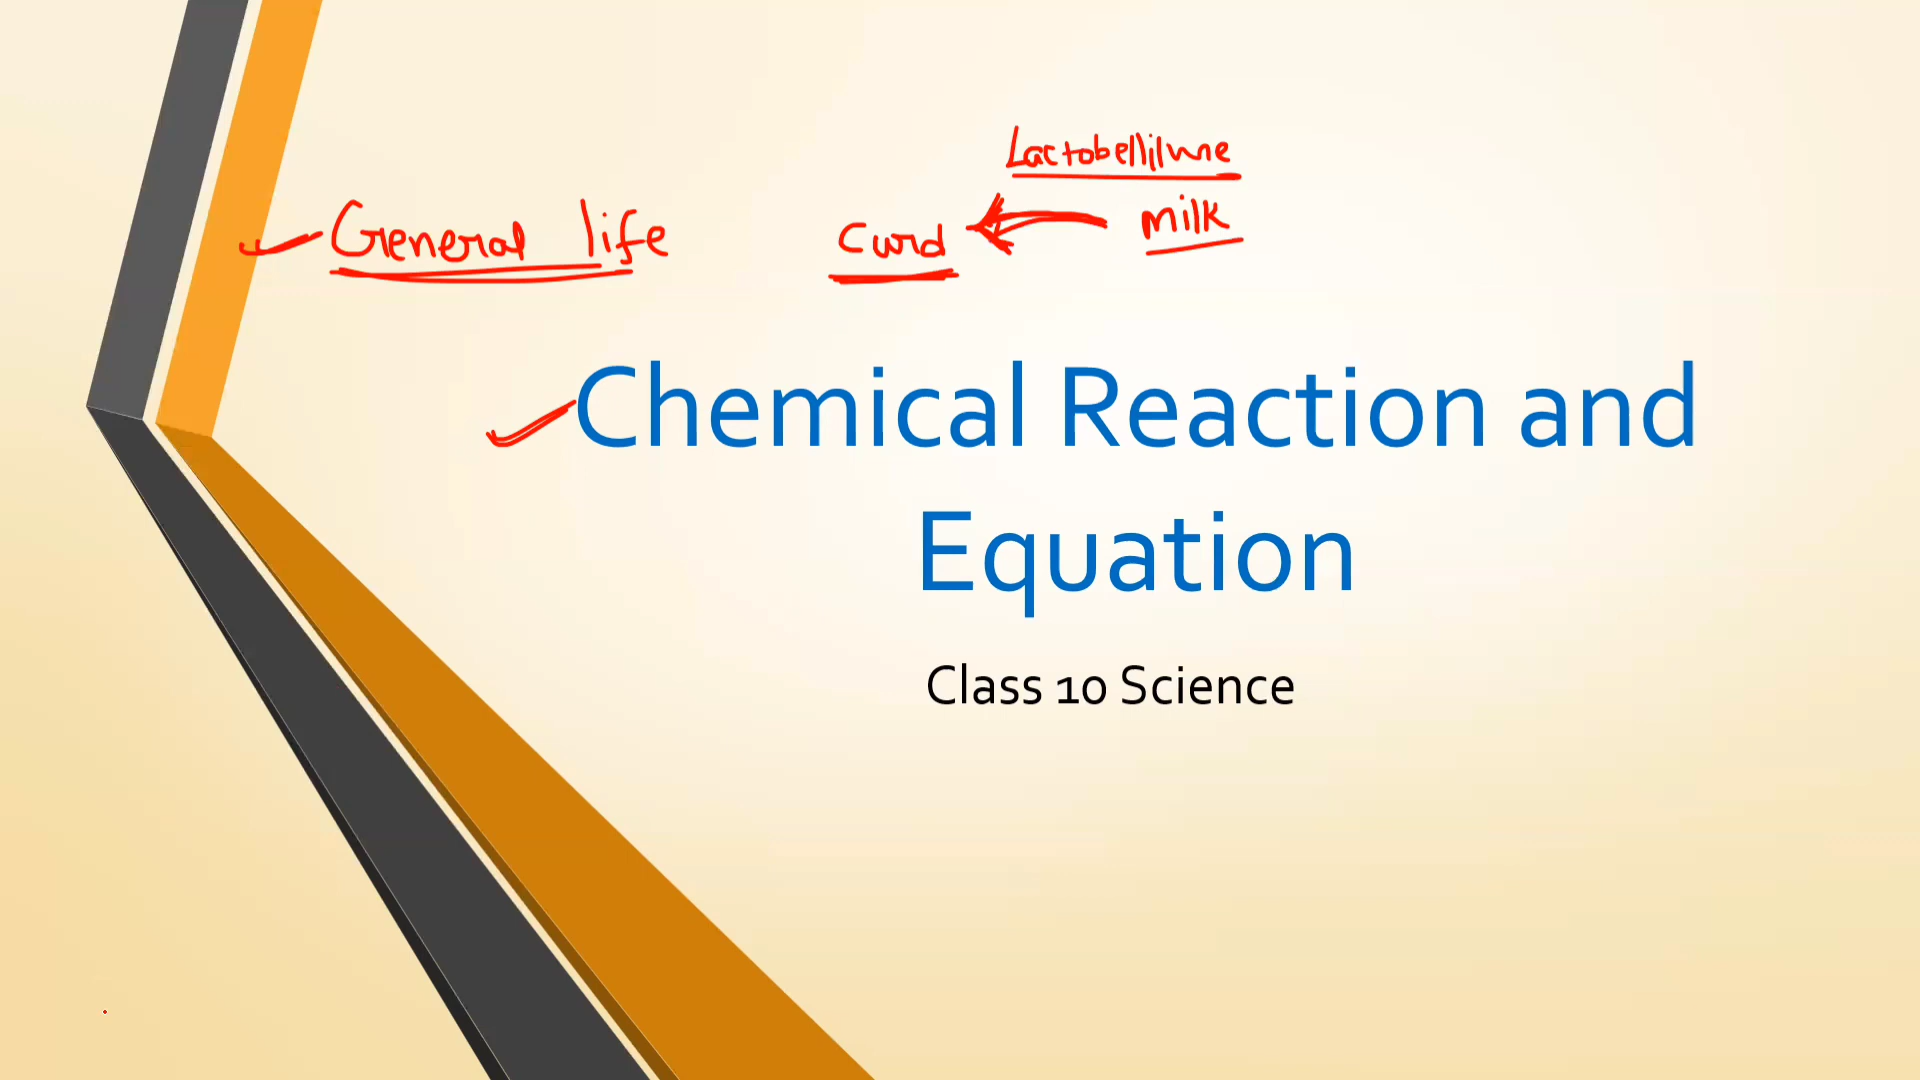 Lactobellilune
General life curd milk
Chemical Reaction and
Equation
Class 10 Science